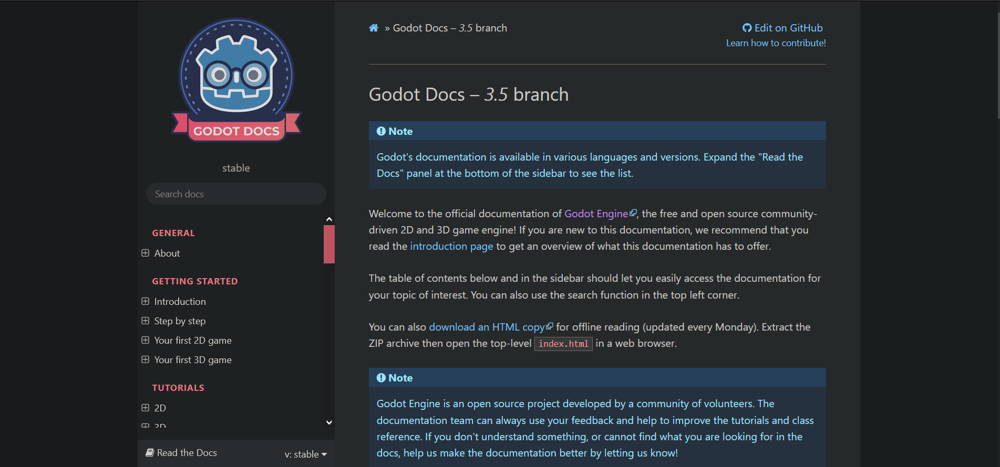 GODOT DOCS
stable
Search docs
GENERAL
About
GETTING STARTED
Introduction
Step by step
Your first 2D game
Your first 3D game
TUTORIALS
2D
3D
Read the Docs
v: stable
» Godot Docs – 3.5 branch
Edit on GitHub
Learn how to contribute!
Godot Docs – 3.5 branch
Note
Godot's documentation is available in various languages and versions. Expand the "Read the
Docs" panel at the bottom of the sidebar to see the list.
Welcome to the official documentation of Godot Engine, the free and open source community-
driven 2D and 3D game engine! If you are new to this documentation, we recommend that you
read the introduction page to get an overview of what this documentation has to offer.
The table of contents below and in the sidebar should let you easily access the documentation for
your topic of interest. You can also use the search function in the top left corner.
You can also download an HTML copy for offline reading (updated every Monday). Extract the
ZIP archive then open the top-level index.html in a web browser.
Note
Godot Engine is an open source project developed by a community of volunteers. The
documentation team can always use your feedback and help to improve the tutorials and class
reference. If you don't understand something, or cannot find what you are looking for in the
docs, help us make the documentation better by letting us know!